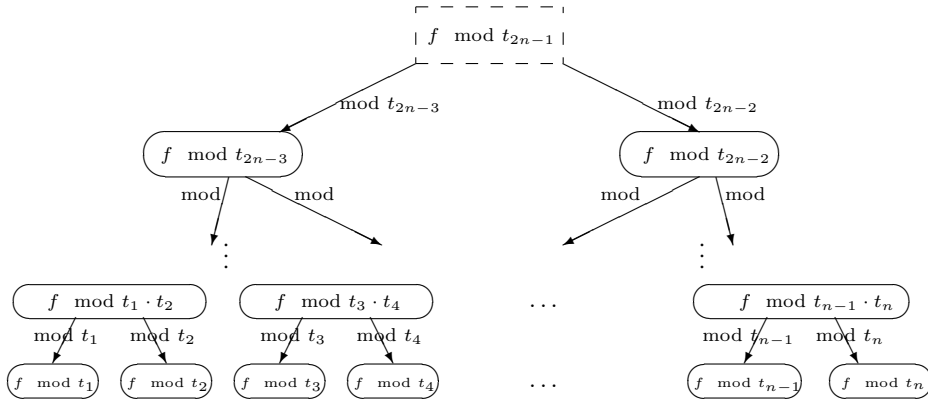 f mod t_{2n−1}
mod t_{2n−3} mod t_{2n−2}
f mod t_{2n−3} f mod t_{2n−2}
mod mod mod mod
⋮ ⋮
f mod t_1 · t_2 f mod t_3 · t_4 ... f mod t_{n−1} · t_n
mod t_1 mod t_2 mod t_3 mod t_4 mod t_{n−1} mod t_n
f mod t_1 f mod t_2 f mod t_3 f mod t_4 ... f mod t_{n−1} f mod t_n